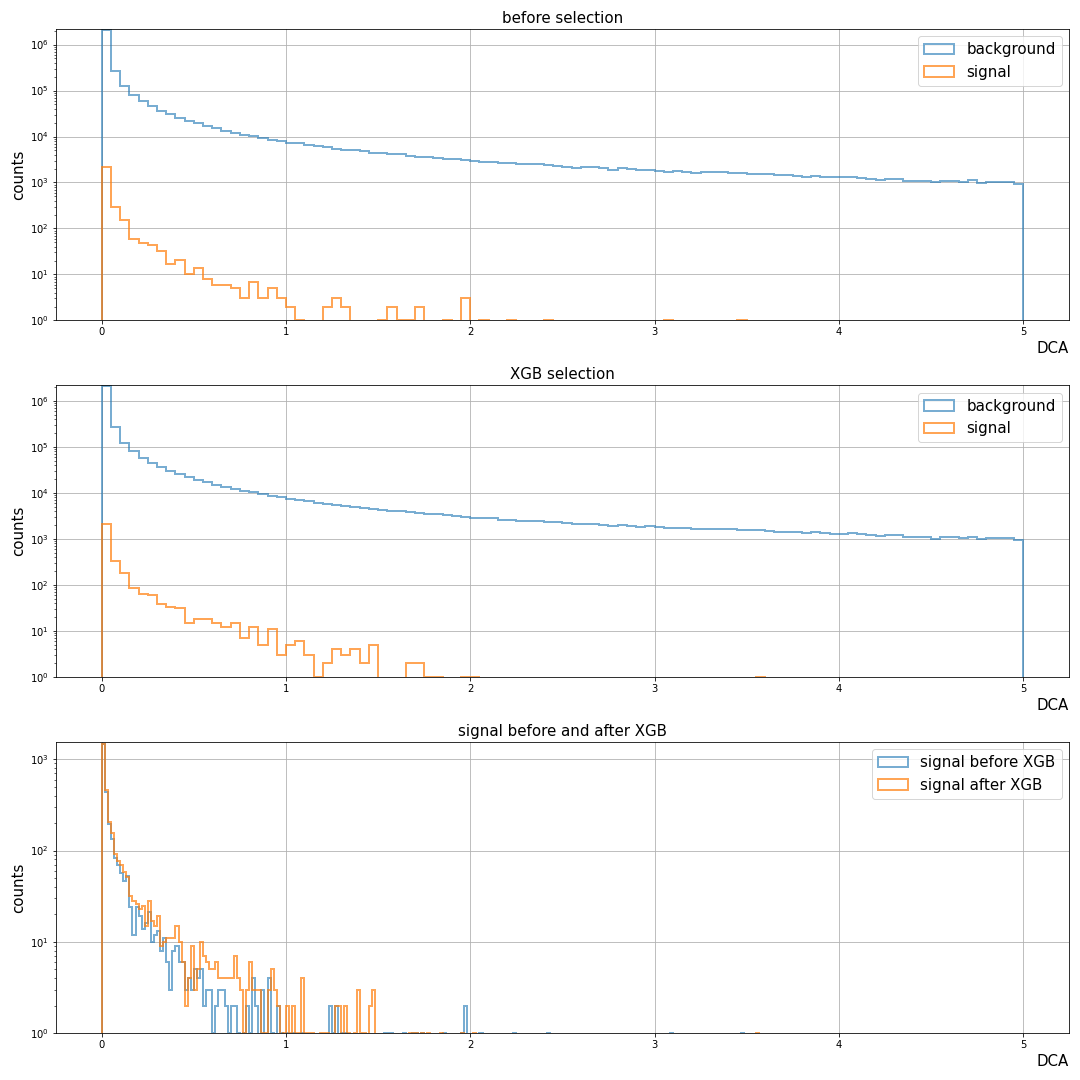 before selection
background
signal
counts
10⁶
10⁵
10⁴
10³
10²
10¹
10⁰
0 1 2 3 4 5
DCA
XGB selection
background
signal
counts
10⁶
10⁵
10⁴
10³
10²
10¹
10⁰
0 1 2 3 4 5
DCA
signal before and after XGB
signal before XGB
signal after XGB
counts
10³
10²
10¹
10⁰
0 1 2 3 4 5
DCA